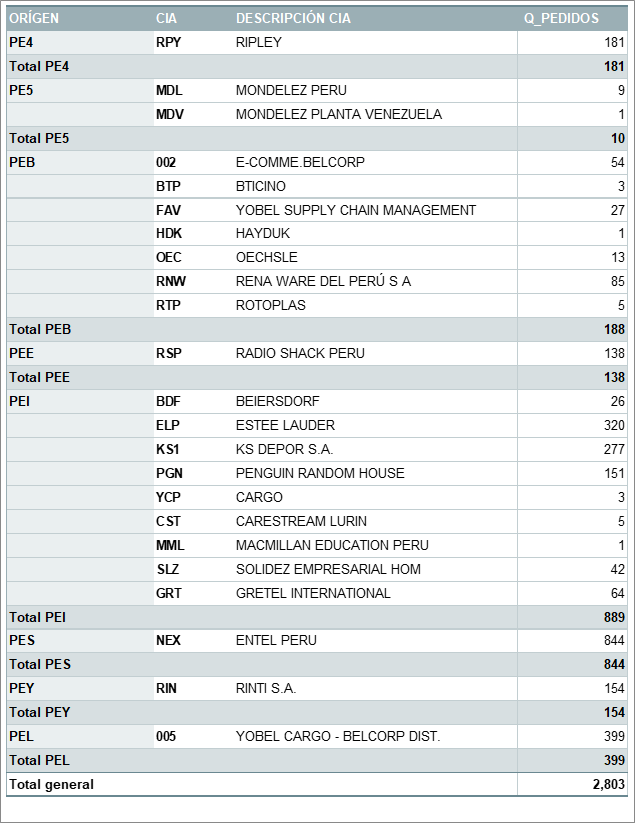 ORÍGEN CIA DESCRIPCIÓN CIA Q_PEDIDOS
PE4 RPY RIPLEY 181
Total PE4 181
PE5 MDL MONDELEZ PERU 9
MDV MONDELEZ PLANTA VENEZUELA 1
Total PE5 10
PEB 002 E-COMME.BELCORP 54
BTP BTICINO 3
FAV YOBEL SUPPLY CHAIN MANAGEMENT 27
HDK HAYDUK 1
OEC OECHSLE 13
RNW RENA WARE DEL PERÚ S A 85
RTP ROTOPLAS 5
Total PEB 188
PEE RSP RADIO SHACK PERU 138
Total PEE 138
PEI BDF BEIERSDORF 26
ELP ESTEE LAUDER 320
KS1 KS DEPOR S.A. 277
PGN PENGUIN RANDOM HOUSE 151
YCP CARGO 3
CST CARESTREAM LURIN 5
MML MACMILLAN EDUCATION PERU 1
SLZ SOLIDEZ EMPRESARIAL HOM 42
GRT GRETEL INTERNATIONAL 64
Total PEI 889
PES NEX ENTEL PERU 844
Total PES 844
PEY RIN RINTI S.A. 154
Total PEY 154
PEL 005 YOBEL CARGO - BELCORP DIST. 399
Total PEL 399
Total general 2,803